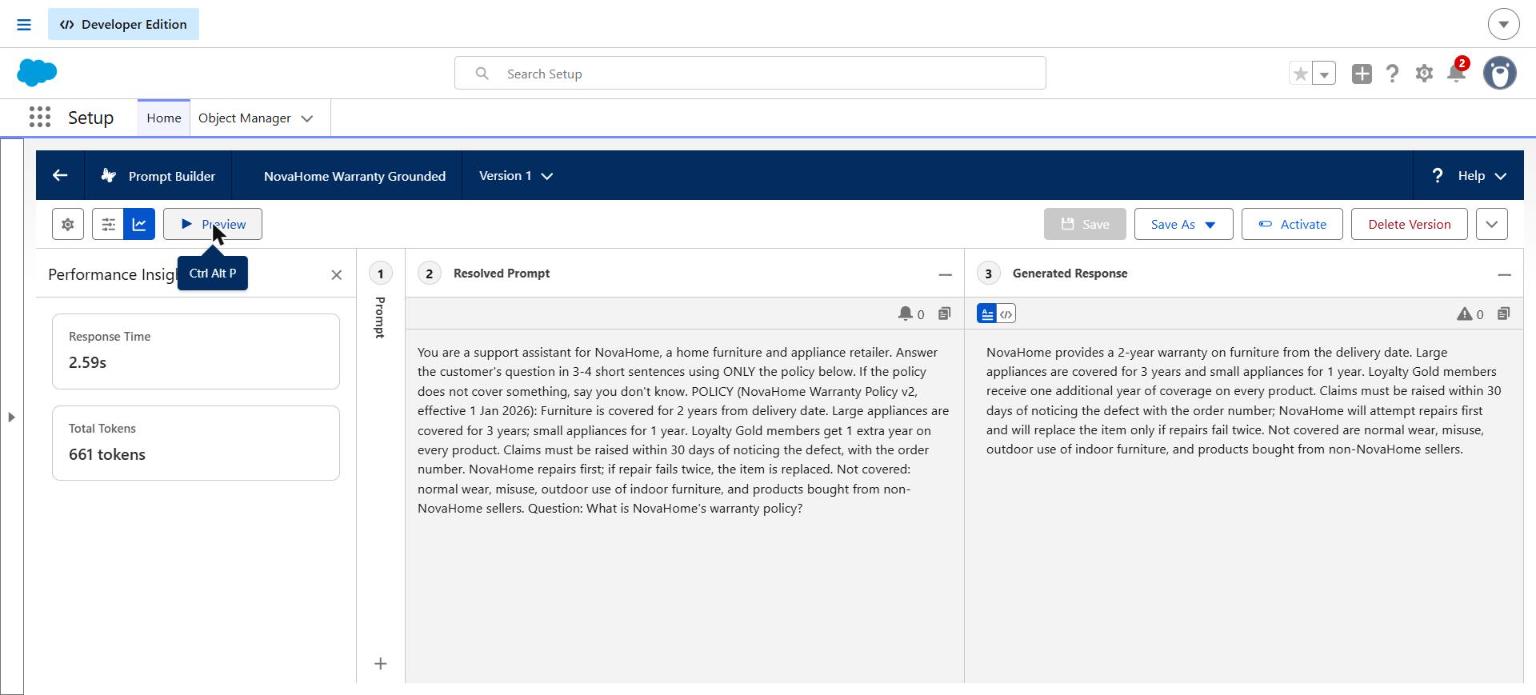 Developer Edition
Search Setup
2
Setup
Home
Object Manager
Prompt Builder
NovaHome Warranty Grounded
Version 1
? Help
Preview
Save
Save As
Activate
Delete Version
Ctrl Alt P
Performance Insig
Response Time
2.59s
Total Tokens
661 tokens
1
Prompt
2
Resolved Prompt
0
You are a support assistant for NovaHome, a home furniture and appliance retailer. Answer
the customer's question in 3-4 short sentences using ONLY the policy below. If the policy
does not cover something, say you don't know. POLICY (NovaHome Warranty Policy v2,
effective 1 Jan 2026): Furniture is covered for 2 years from delivery date. Large appliances are
covered for 3 years; small appliances for 1 year. Loyalty Gold members get 1 extra year on
every product. Claims must be raised within 30 days of noticing the defect, with the order
number. NovaHome repairs first; if repair fails twice, the item is replaced. Not covered:
normal wear, misuse, outdoor use of indoor furniture, and products bought from non-
NovaHome sellers. Question: What is NovaHome's warranty policy?
3
Generated Response
0
NovaHome provides a 2-year warranty on furniture from the delivery date. Large
appliances are covered for 3 years and small appliances for 1 year. Loyalty Gold members
receive one additional year of coverage on every product. Claims must be raised within 30
days of noticing the defect with the order number; NovaHome will attempt repairs first
and will replace the item only if repairs fail twice. Not covered are normal wear, misuse,
outdoor use of indoor furniture, and products bought from non-NovaHome sellers.